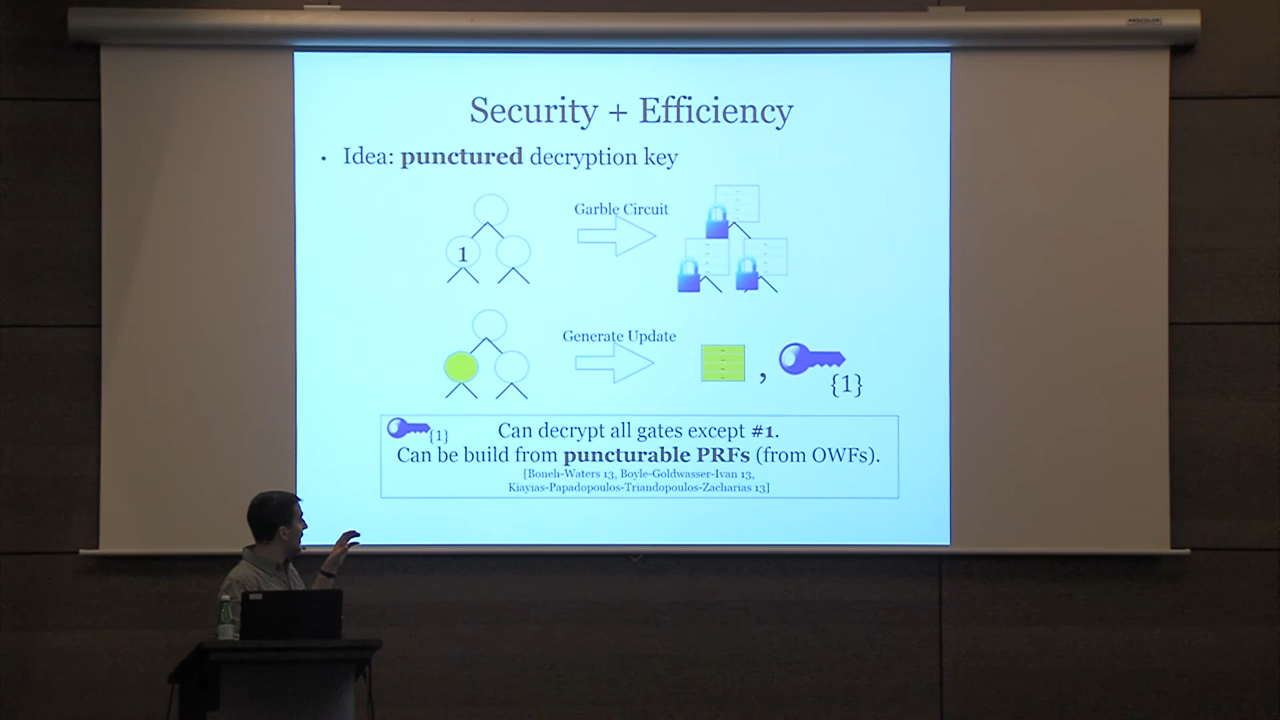 Security + Efficiency
• Idea: punctured decryption key
Garble Circuit
1
Generate Update
, {1}
{1} Can decrypt all gates except #1.
Can be build from puncturable PRFs (from OWFs).
[Boneh-Waters 13, Boyle-Goldwasser-Ivan 13,
Kiayias-Papadopoulos-Triandopoulos-Zacharias 13]